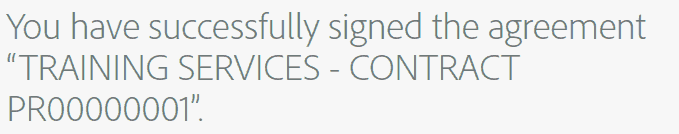 You have successfully signed the agreement
“TRAINING SERVICES - CONTRACT
PR00000001”.